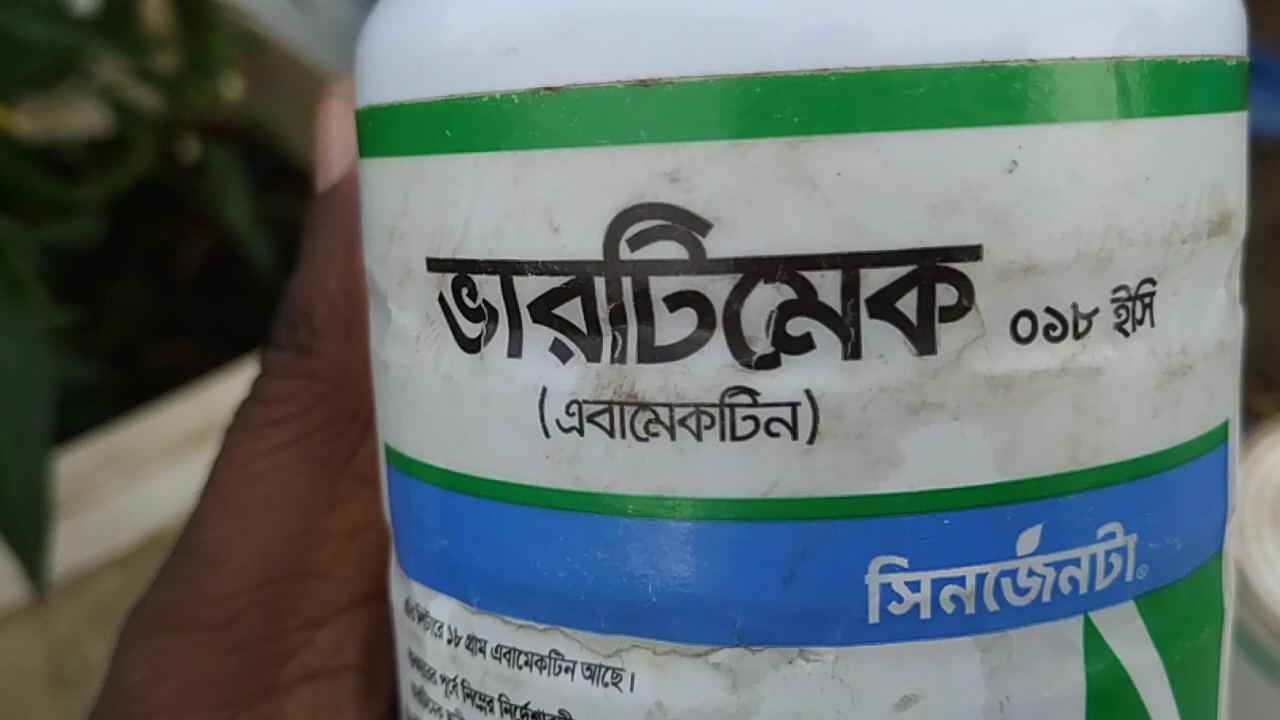 ভারটিমেক ০১৮ ইসি
(এবামেকটিন)
সিনজেনটা
লিটারে ১৮ গ্রাম এবামেকটিন আছে।
পূর্বে নিম্নের